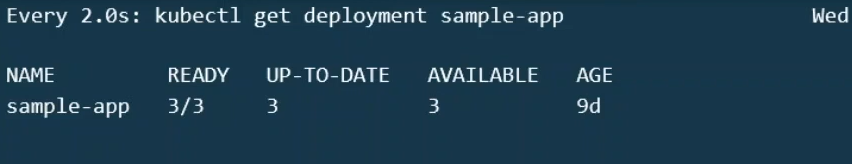 Every 2.0s: kubectl get deployment sample-app Wed
NAME READY UP-TO-DATE AVAILABLE AGE
sample-app 3/3 3 3 9d